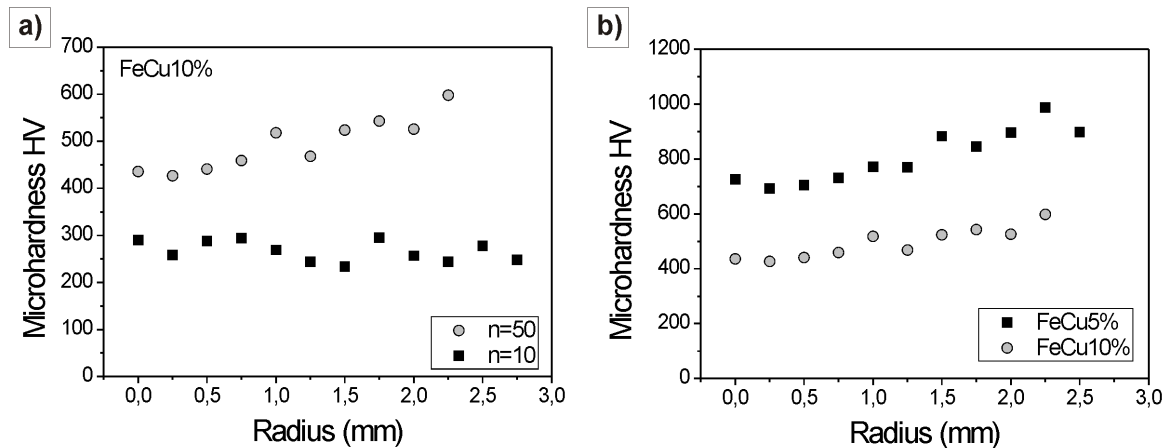 a)
700
600
500
400
300
200
100
0
Microhardness HV
FeCu10%
n=50
n=10
0,0 0,5 1,0 1,5 2,0 2,5 3,0
Radius (mm)
b)
1200
1000
800
600
400
200
0
Microhardness HV
FeCu5%
FeCu10%
0,0 0,5 1,0 1,5 2,0 2,5 3,0
Radius (mm)